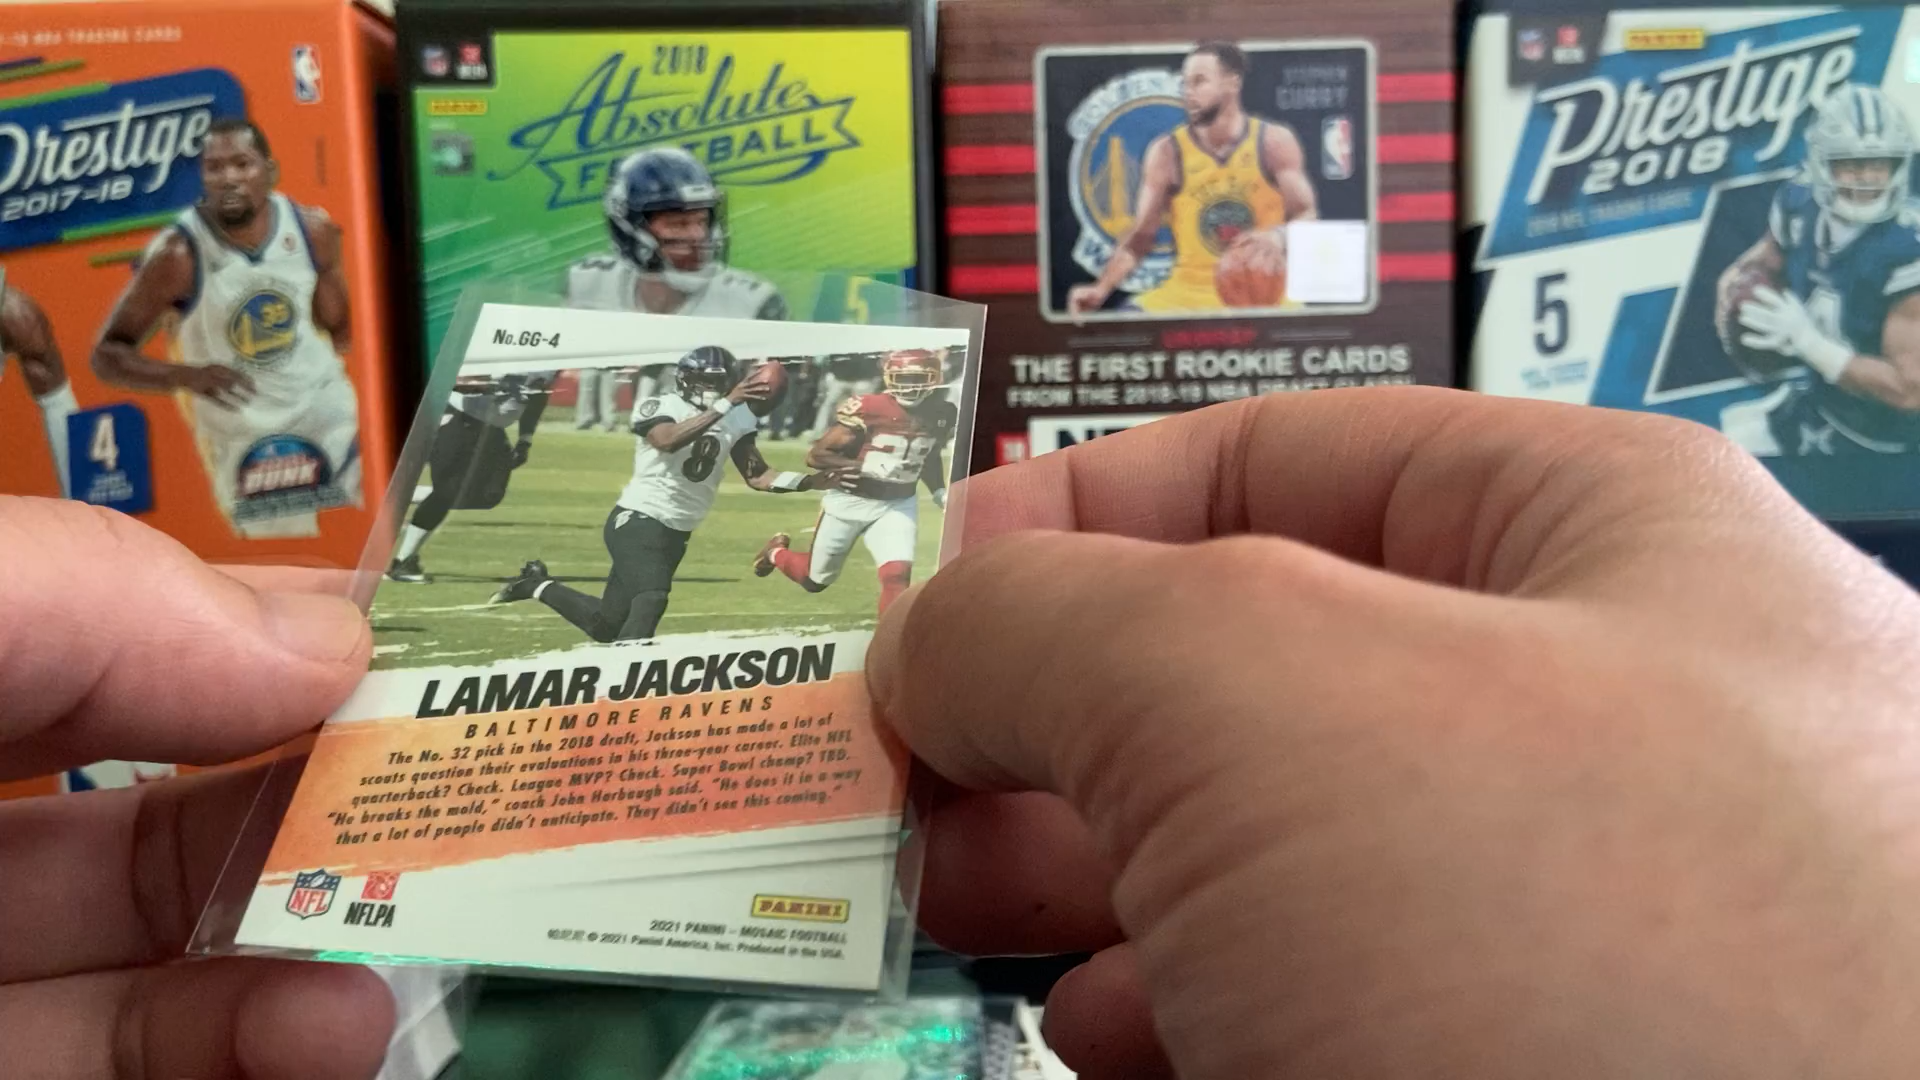 Prestige
2017-18
4
2018
Absolute
FOOTBALL
PANINI
5
STEPHEN
CURRY
THE FIRST ROOKIE CARDS
FROM THE 2018-19 NBA DRAFT CLASS!
PANINI
Prestige
2018
5
No.GG-4
8
LAMAR JACKSON
BALTIMORE RAVENS
The No. 32 pick in the 2018 draft, Jackson has made a lot of
scouts question their evaluations in his three-year career. Elite NFL
quarterback? Check. League MVP? Check. Super Bowl champ? TBD.
"He breaks the mold," coach John Harbaugh said. "He does it in a way
that a lot of people didn't anticipate. They didn't see this coming."
NFL
NFLPA
PANINI
2021 PANINI – MOSAIC FOOTBALL
© 2021 Panini America, Inc. Produced in the USA.